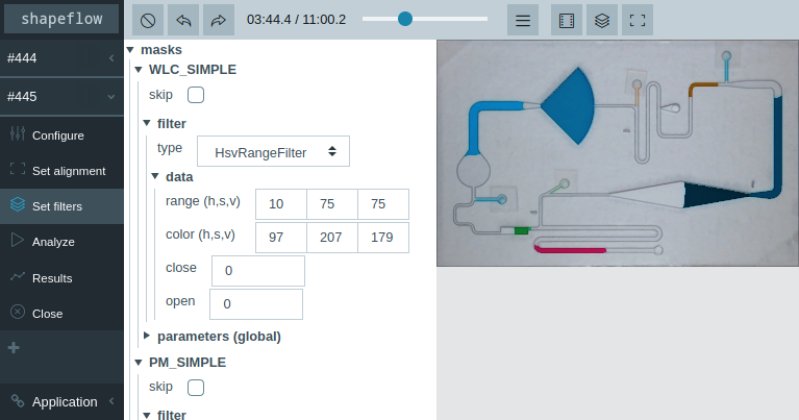 shapeflow
03:44.4 / 11:00.2
#444
#445
Configure
Set alignment
Set filters
Analyze
Results
Close
Application
masks
WLC_SIMPLE
skip
filter
type HsvRangeFilter
data
range (h,s,v) 10 75 75
color (h,s,v) 97 207 179
close 0
open 0
parameters (global)
PM_SIMPLE
skip
filter